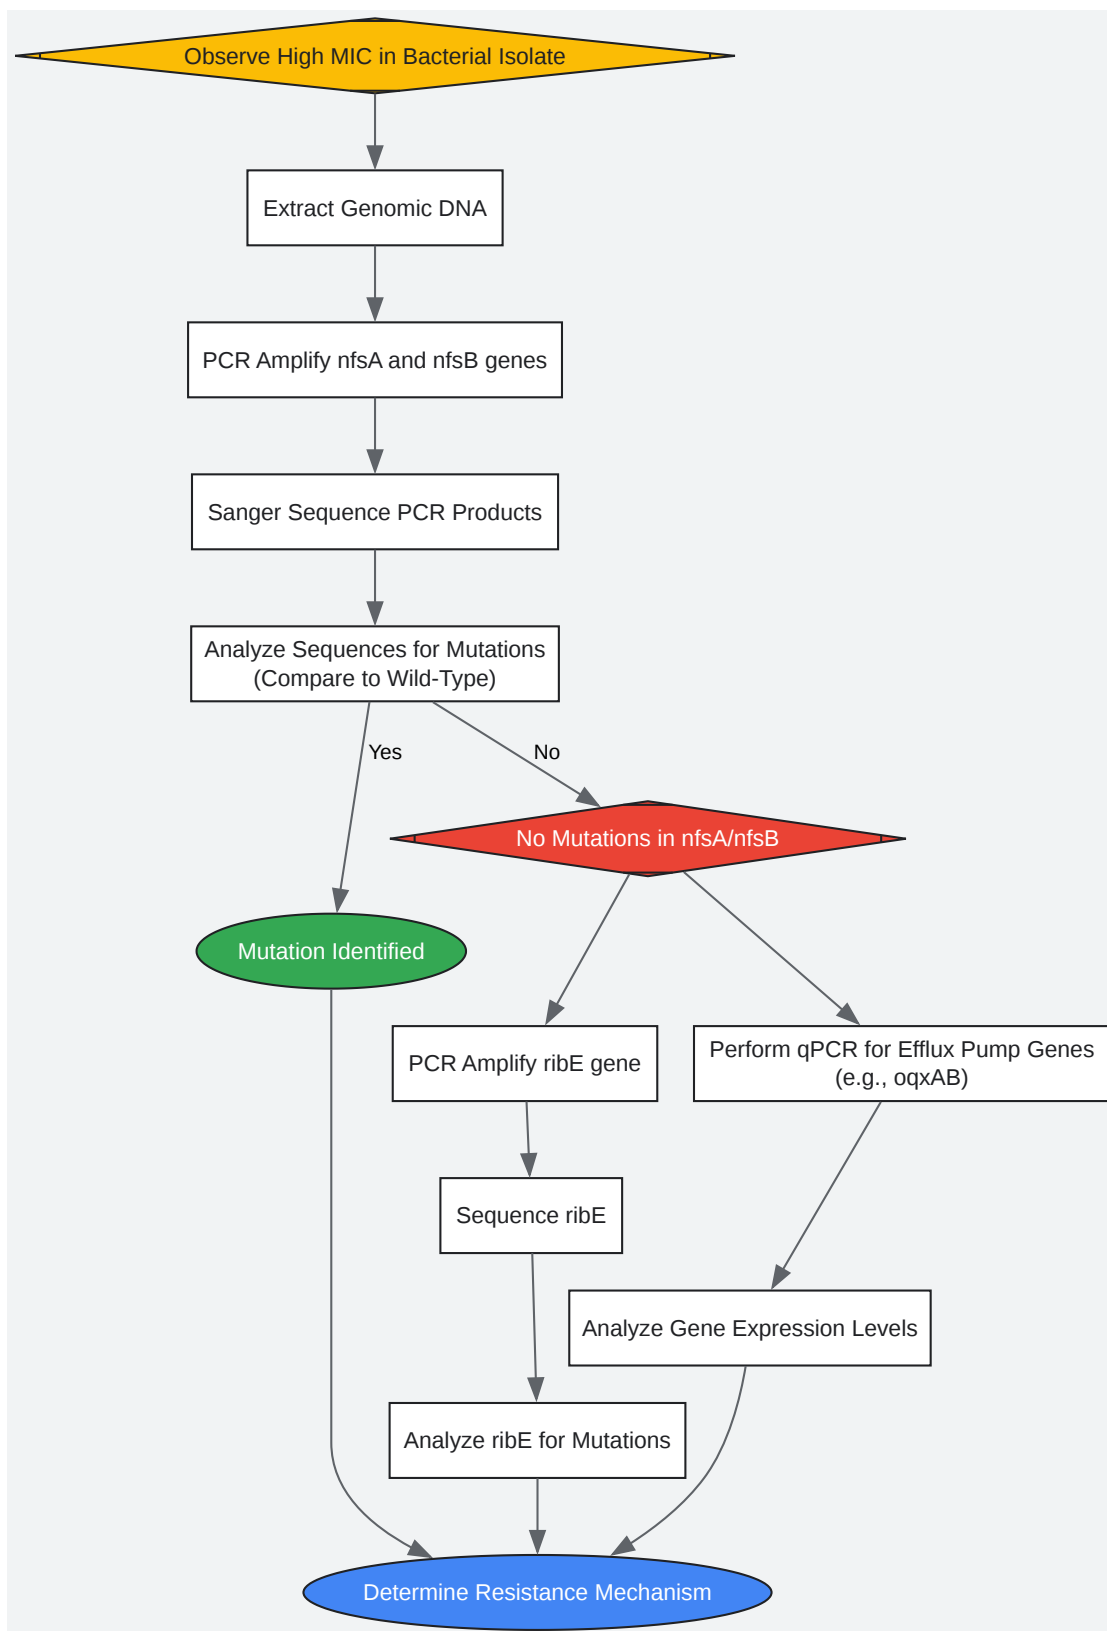 Observe High MIC in Bacterial Isolate
Extract Genomic DNA
PCR Amplify nfsA and nfsB genes
Sanger Sequence PCR Products
Analyze Sequences for Mutations
(Compare to Wild-Type)
Yes
No
No Mutations in nfsA/nfsB
Mutation Identified
PCR Amplify ribE gene
Perform qPCR for Efflux Pump Genes
(e.g., oqxAB)
Sequence ribE
Analyze Gene Expression Levels
Analyze ribE for Mutations
Determine Resistance Mechanism